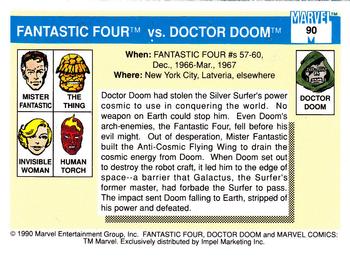 MARVEL
90
FANTASTIC FOUR™ vs. DOCTOR DOOM™
When: FANTASTIC FOUR #s 57-60,
Dec., 1966-Mar., 1967
Where: New York City, Latveria, elsewhere
MISTER
FANTASTIC
THE
THING
INVISIBLE
WOMAN
HUMAN
TORCH
DOCTOR
DOOM
Doctor Doom had stolen the Silver Surfer's power
cosmic to use in conquering the world. No
weapon on Earth could stop him. Even Doom's
arch-enemies, the Fantastic Four, fell before his
evil might. Out of desperation, Mister Fantastic
built the Anti-Cosmic Flying Wing to drain the
cosmic energy from Doom. When Doom set out
to destroy the robot craft, it led him to the edge of
space--a barrier that Galactus, the Surfer's
former master, had forbade the Surfer to pass.
The impact sent Doom falling to Earth, stripped
of his power and defeated.
© 1990 Marvel Entertainment Group, Inc. FANTASTIC FOUR, DOCTOR DOOM and MARVEL COMICS:
TM Marvel. Exclusively distributed by Impel Marketing Inc.